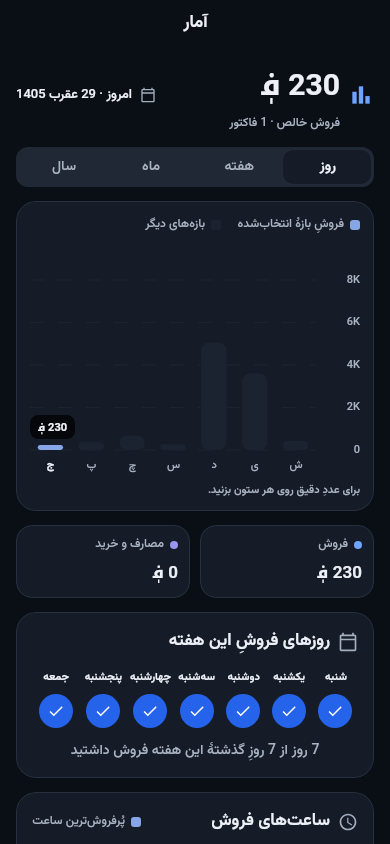 آمار
230 ؋
امروز · 29 عقرب 1405
فروش خالص · 1 فاکتور
روز
هفته
ماه
سال
فروشِ بازهٔ انتخاب‌شده
بازه‌های دیگر
8K
6K
4K
2K
0
230 ؋
ش
ی
د
س
چ
پ
ج
برای عددِ دقیق روی هر ستون بزنید.
فروش
230 ؋
مصارف و خرید
0 ؋
روزهای فروشِ این هفته
شنبه
یکشنبه
دوشنبه
سه‌شنبه
چهارشنبه
پنجشنبه
جمعه
7 روز از 7 روزِ گذشتهٔ این هفته فروش داشتید
ساعت‌های فروش
پُرفروش‌ترین ساعت